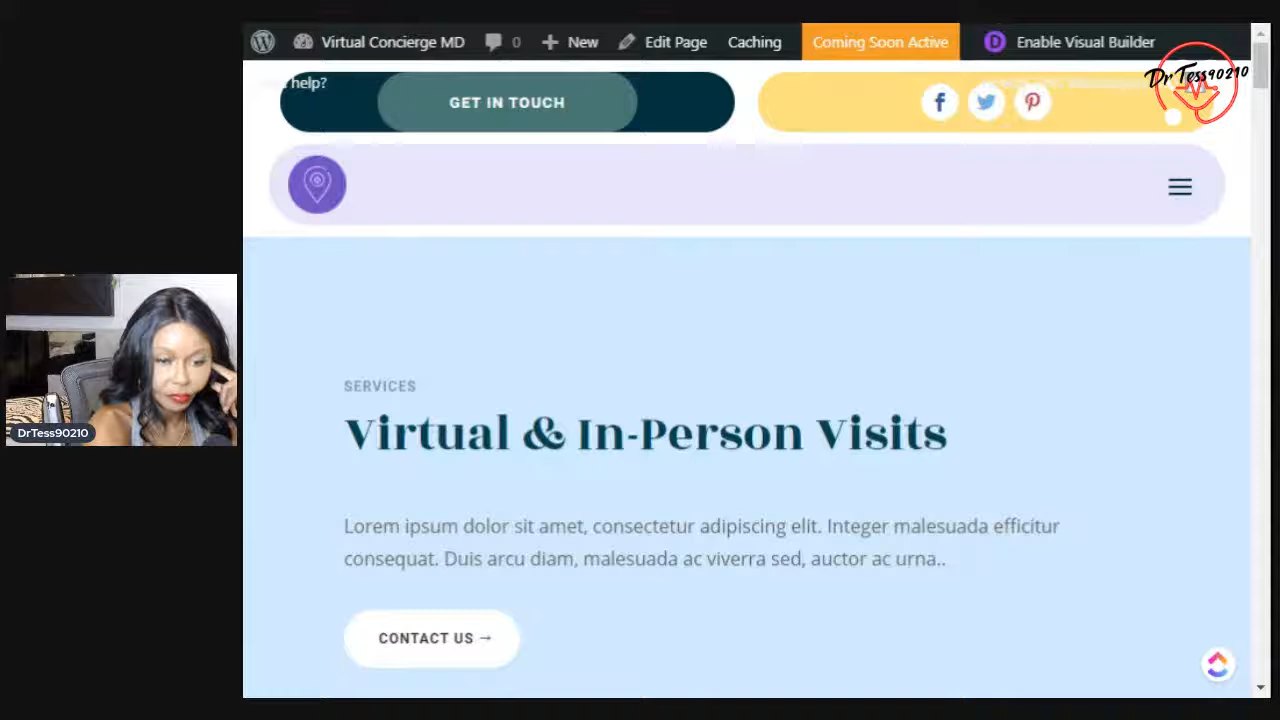 Virtual Concierge MD 0 New Edit Page Caching Coming Soon Active Enable Visual Builder
help?
GET IN TOUCH
DrTess90210
SERVICES
Virtual & In-Person Visits
Lorem ipsum dolor sit amet, consectetur adipiscing elit. Integer malesuada efficitur
consequat. Duis arcu diam, malesuada ac viverra sed, auctor ac urna..
CONTACT US →
DrTess90210